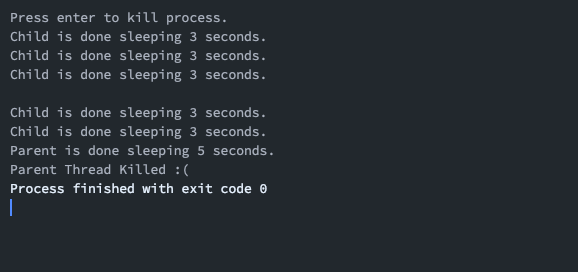 Press enter to kill process.
Child is done sleeping 3 seconds.
Child is done sleeping 3 seconds.
Child is done sleeping 3 seconds.
Child is done sleeping 3 seconds.
Child is done sleeping 3 seconds.
Parent is done sleeping 5 seconds.
Parent Thread Killed :(
Process finished with exit code 0